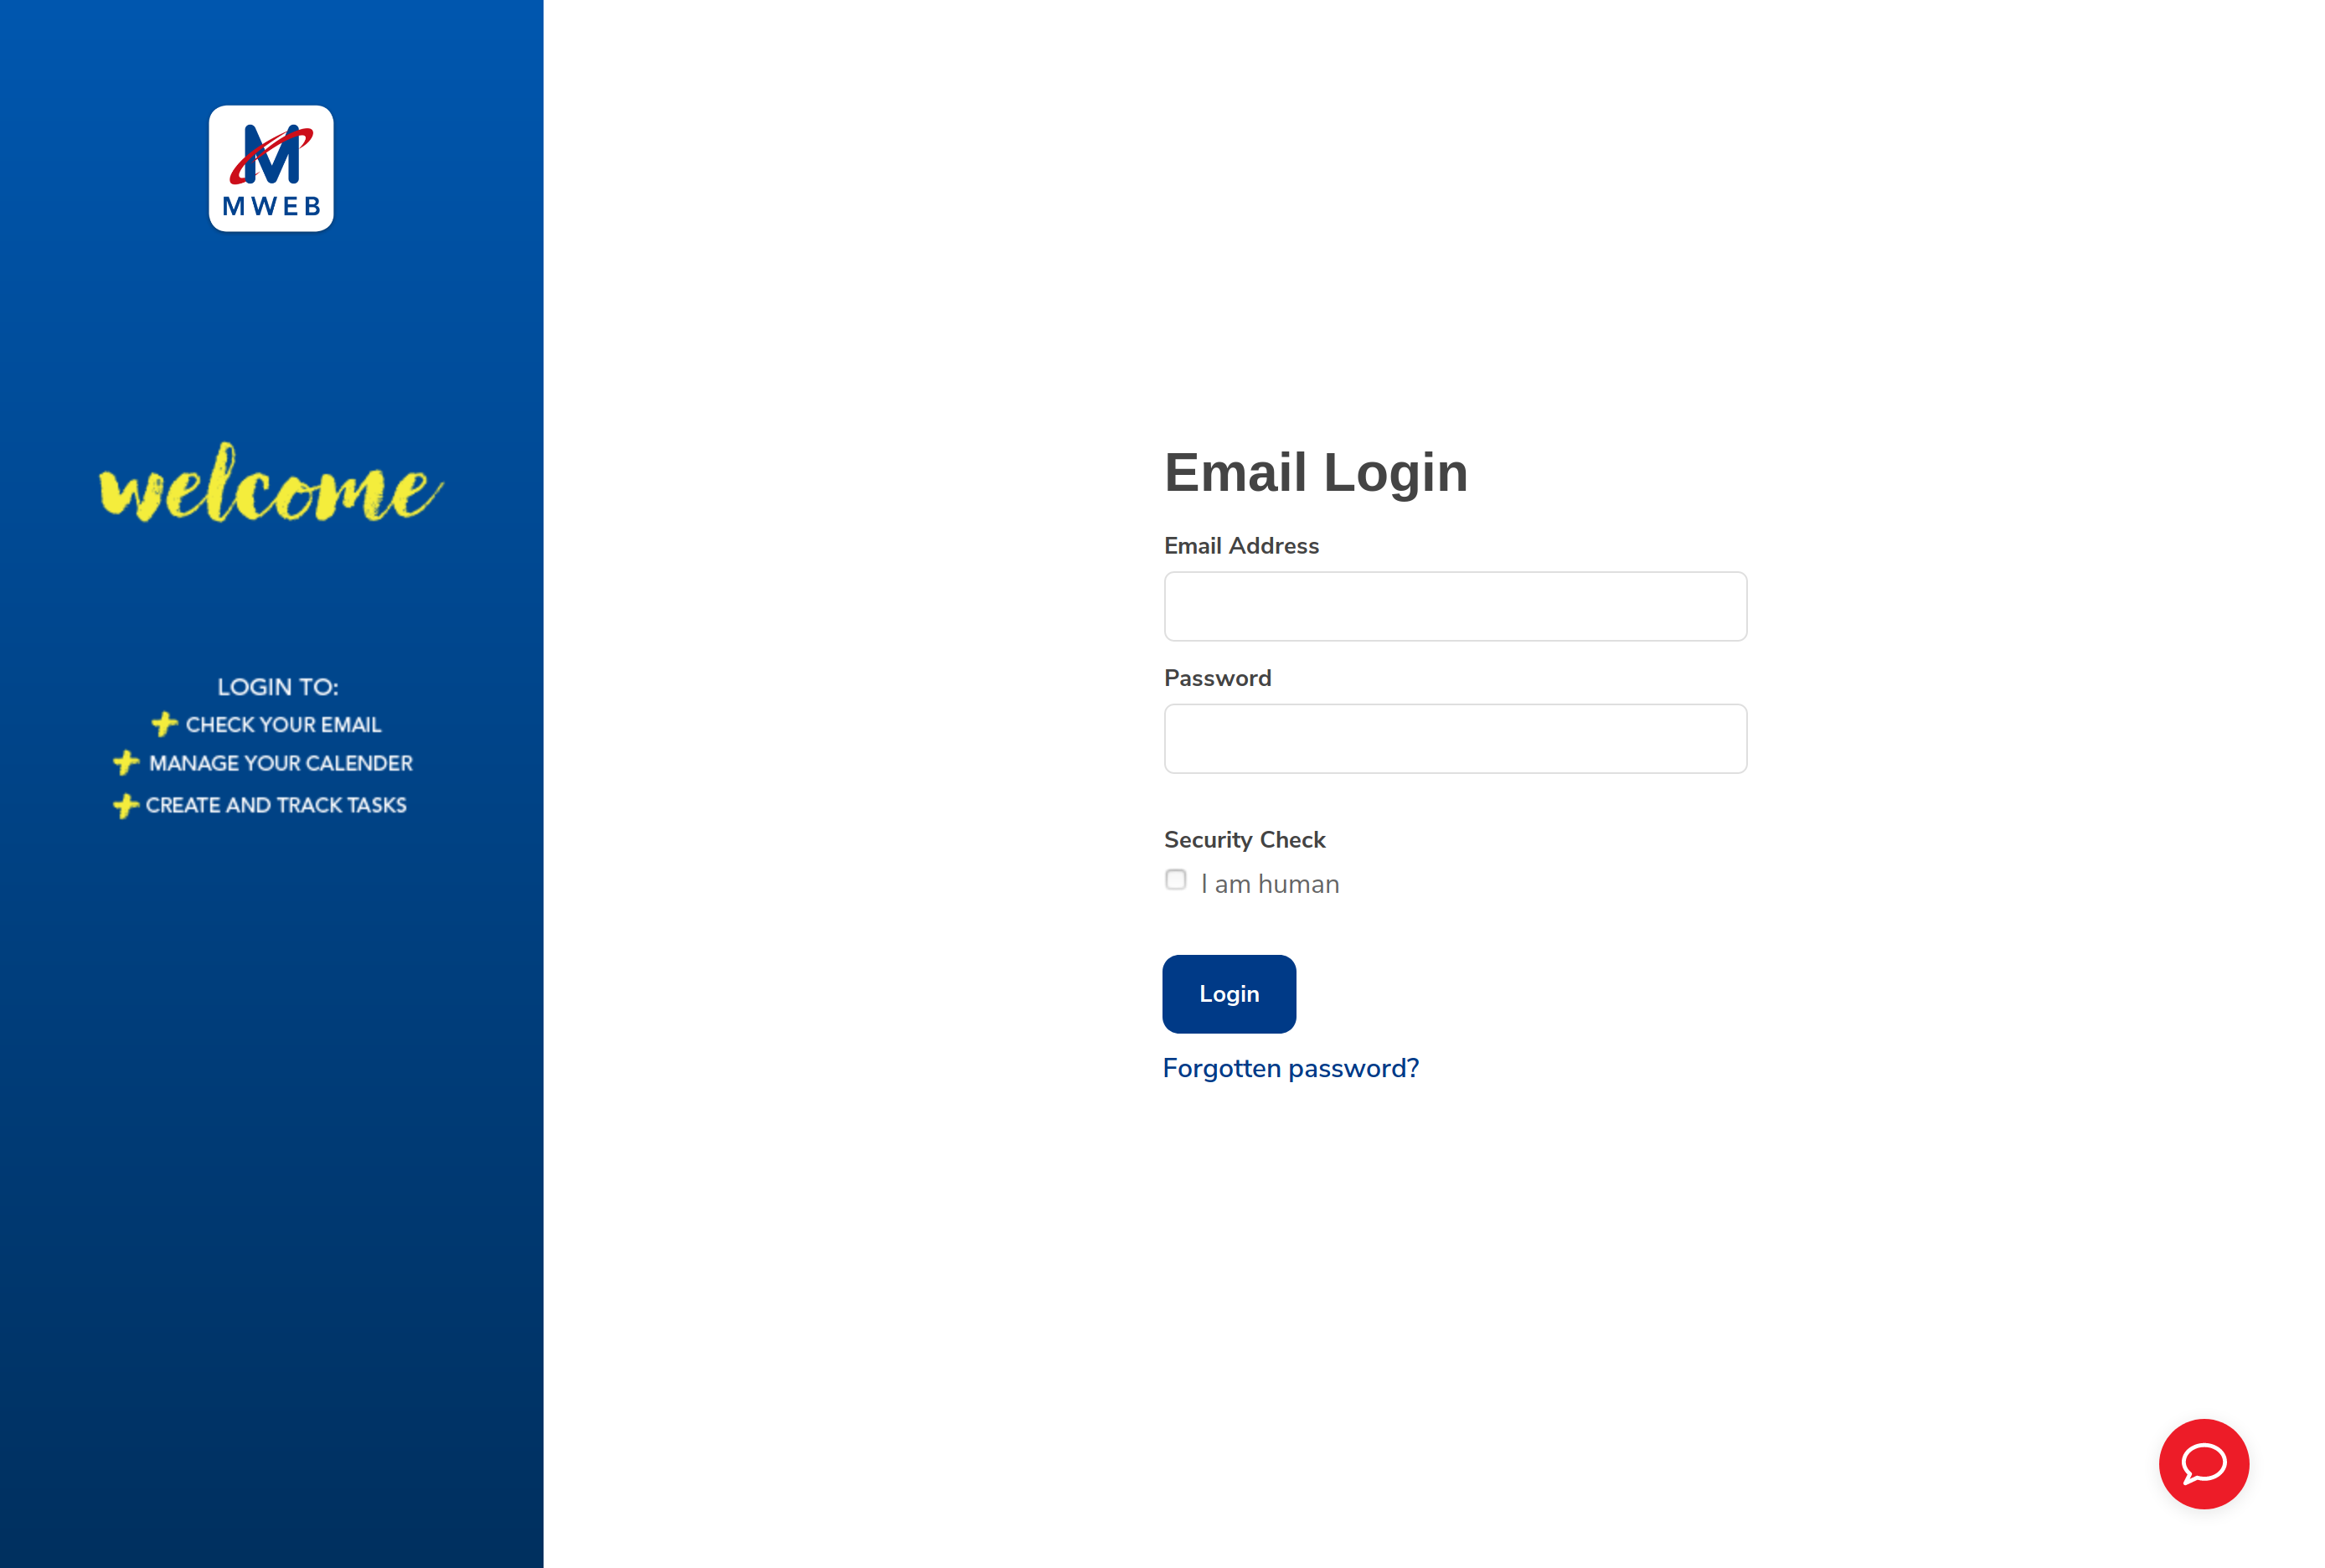 M
MWEB
welcome
LOGIN TO:
CHECK YOUR EMAIL
MANAGE YOUR CALENDER
CREATE AND TRACK TASKS
Email Login
Email Address
Password
Security Check
I am human
Login
Forgotten password?